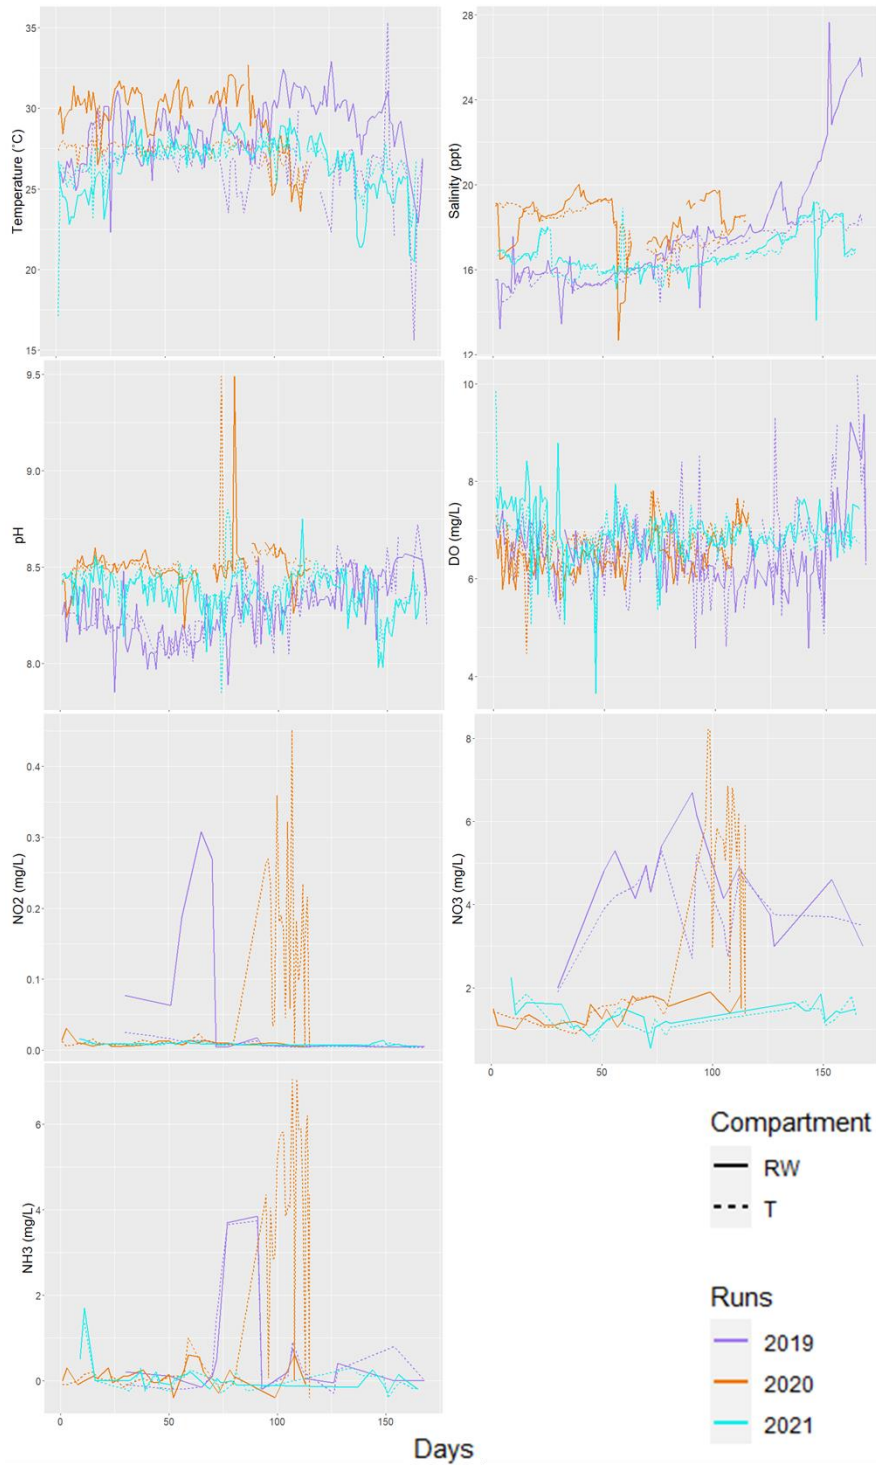 Temperature (˚C)
35
30
25
20
15
Salinity (ppt)
28
24
20
16
12
pH
9.5
9.0
8.5
8.0
DO (mg/L)
10
8
6
4
NO2 (mg/L)
0.4
0.3
0.2
0.1
0.0
NO3 (mg/L)
8
6
4
2
0 50 100 150
NH3 (mg/L)
6
4
2
0
0 50 100 150
Days
Compartment
RW
T
Runs
2019
2020
2021